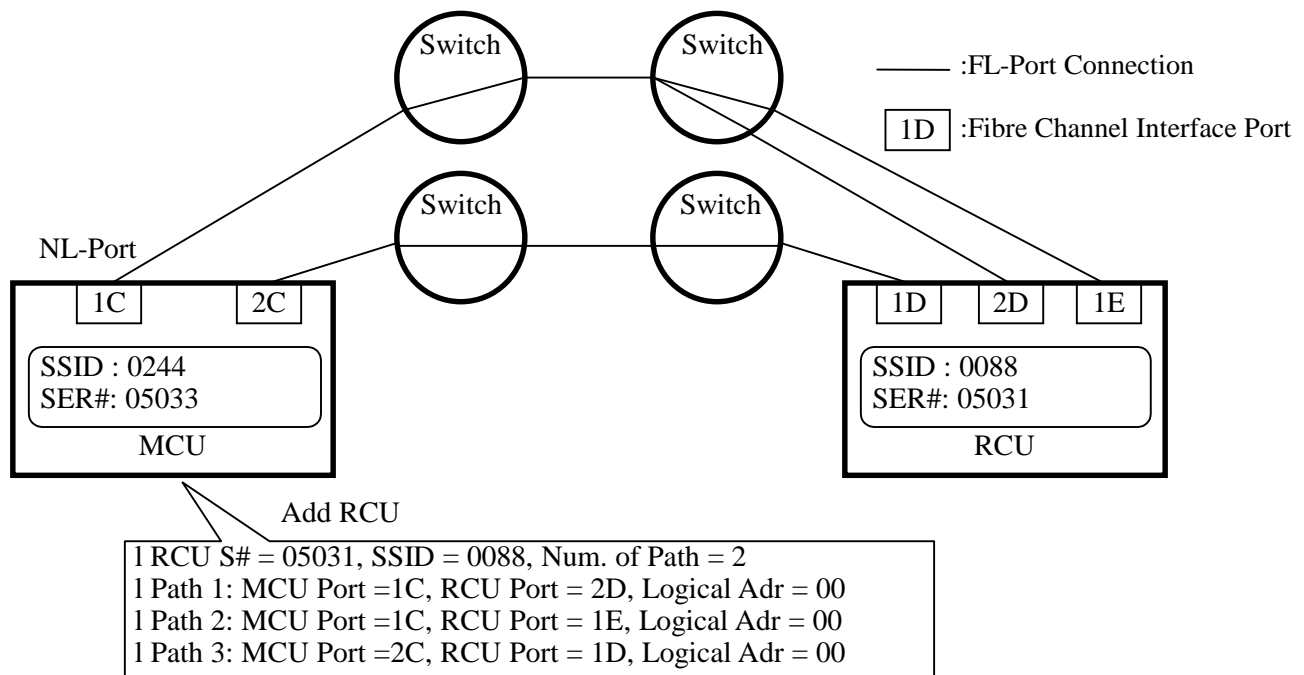 Switch
Switch
:FL-Port Connection
1D :Fibre Channel Interface Port
Switch
Switch
NL-Port
1C
2C
1D
2D
1E
SSID : 0244
SER#: 05033
MCU
SSID : 0088
SER#: 05031
RCU
Add RCU
l RCU S# = 05031, SSID = 0088, Num. of Path = 2
l Path 1: MCU Port =1C, RCU Port = 2D, Logical Adr = 00
l Path 2: MCU Port =1C, RCU Port = 1E, Logical Adr = 00
l Path 3: MCU Port =2C, RCU Port = 1D, Logical Adr = 00